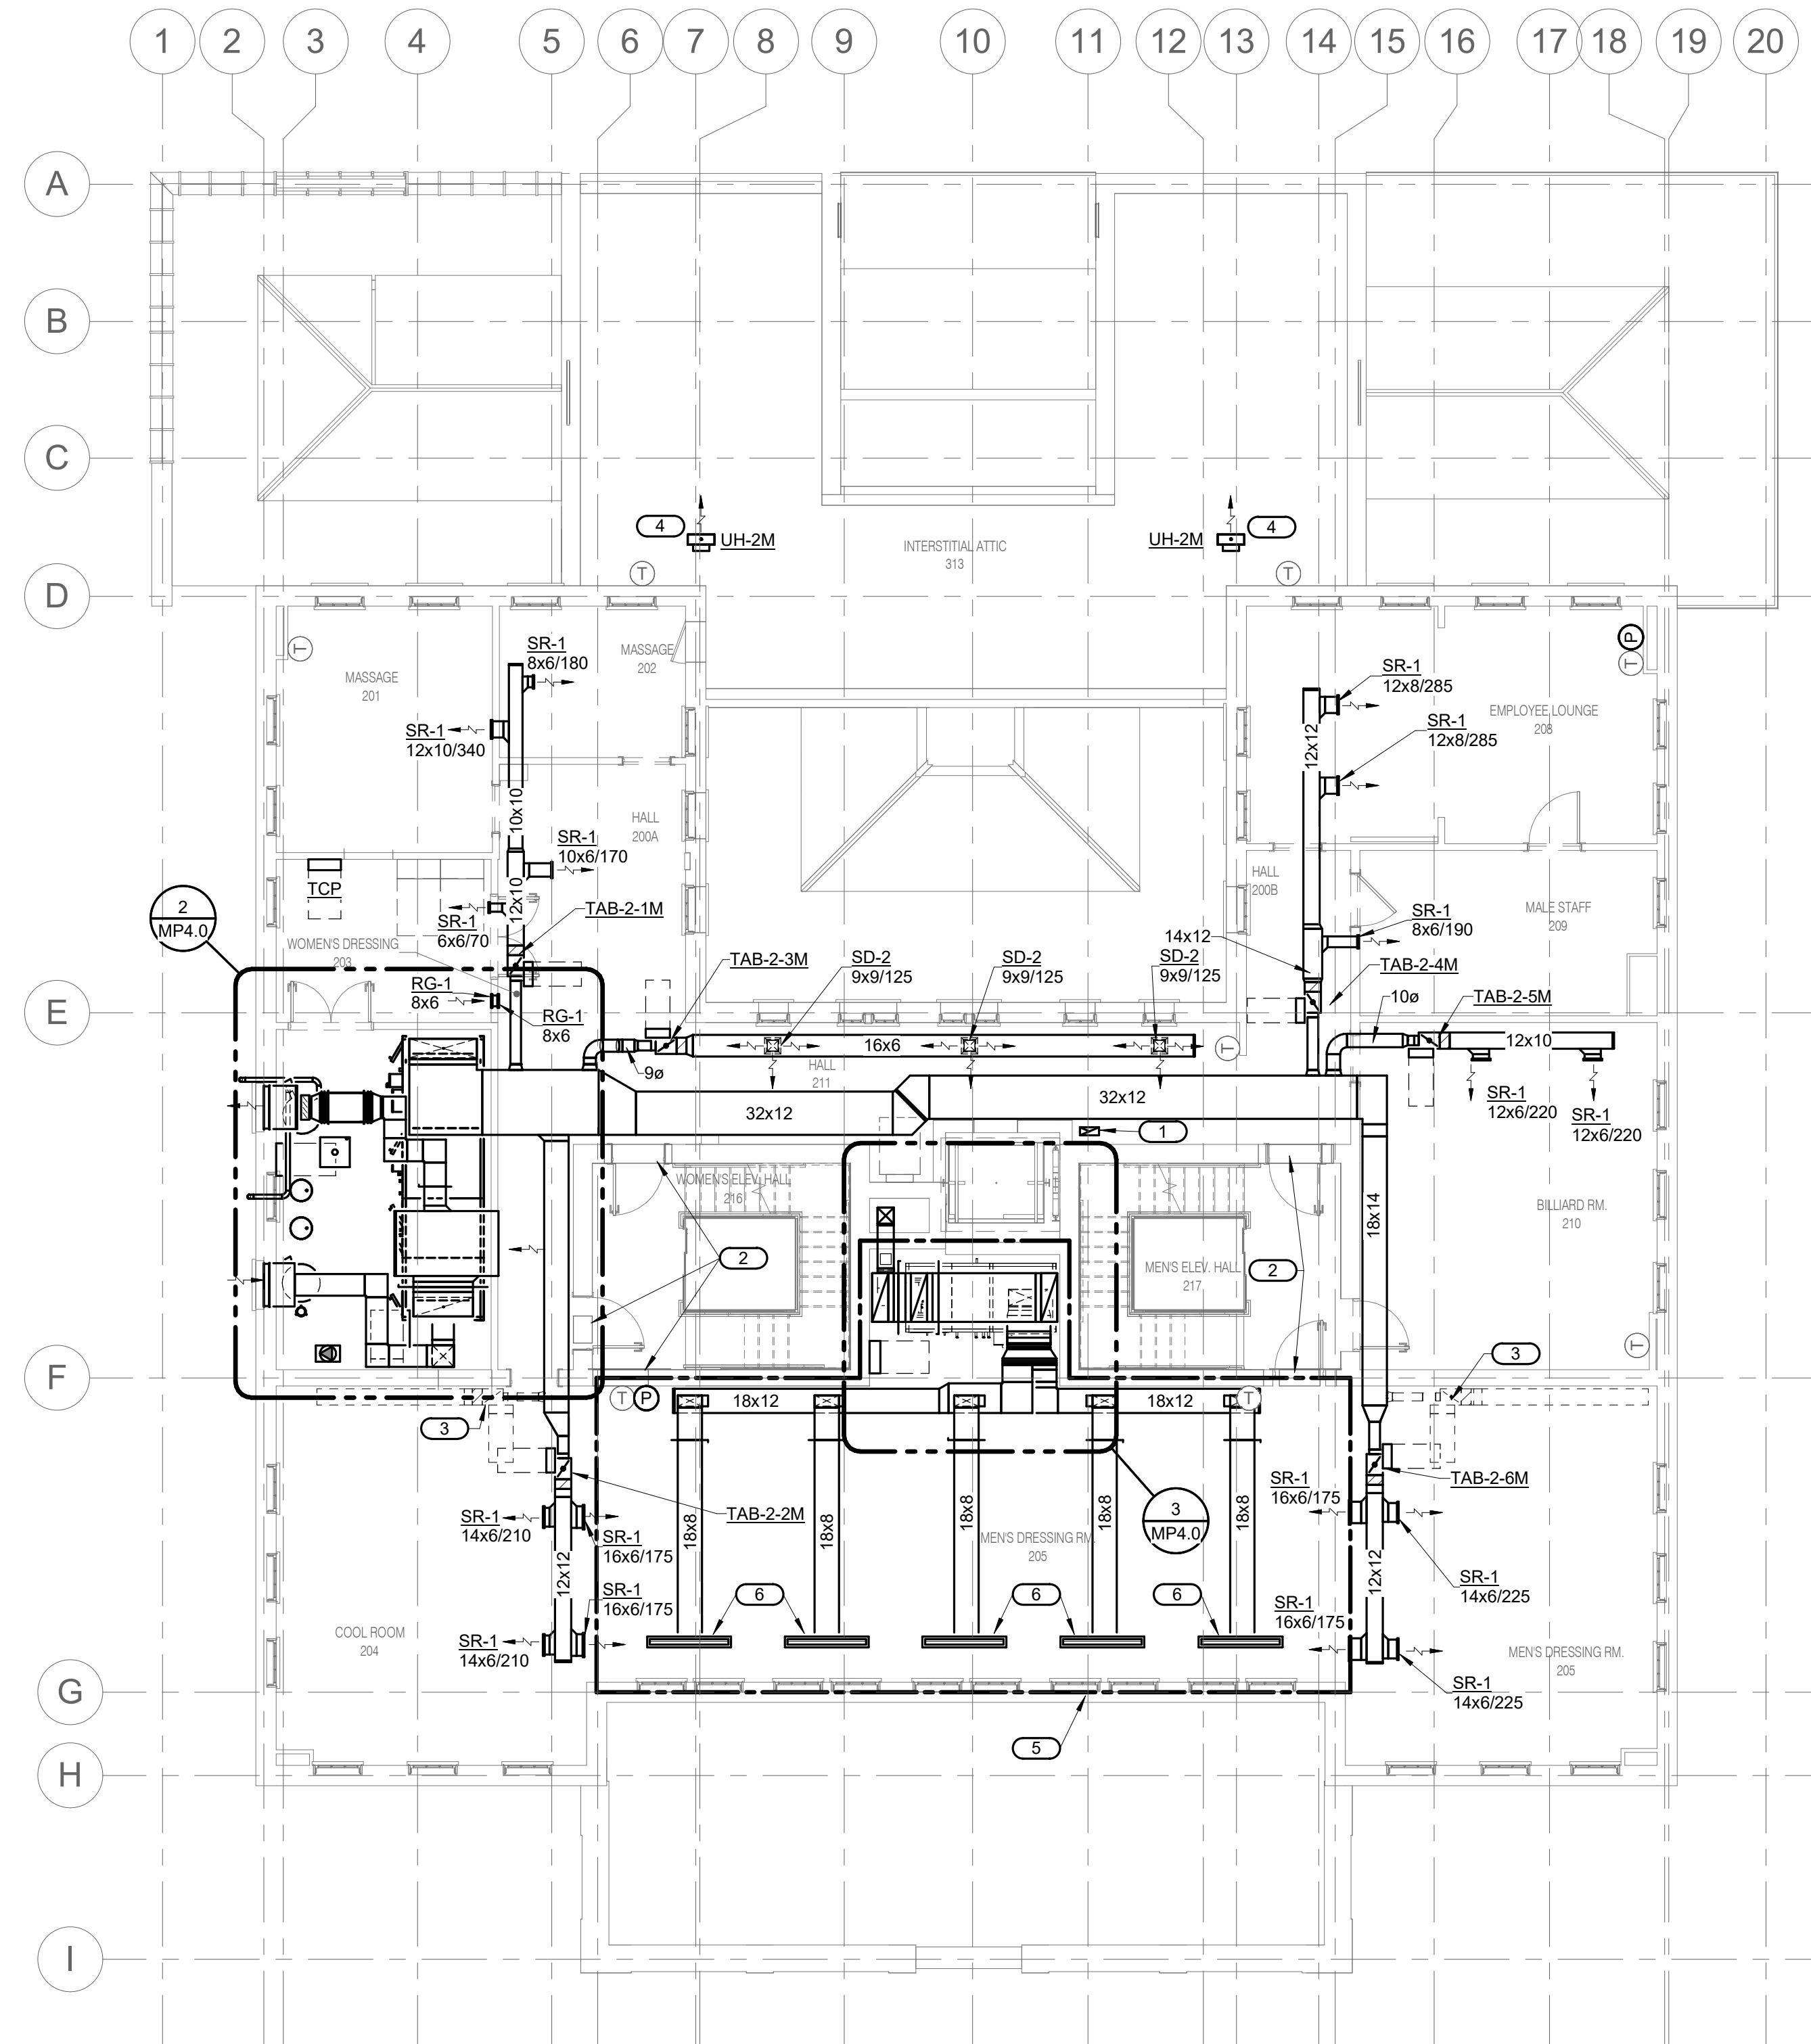 1 2 3 4 5 6 7 8 9 10 11 12 13 14 15 16 17 18 19 20
A
B
C
4
UH-2M
INTERSTITIAL ATTIC
313
UH-2M
4
T
T
D
T
SR-1
8x6/180
MASSAGE
202
MASSAGE
201
SR-1
12x10/340
10x10
HALL
200A
SR-1
10x6/170
TCP
12x10
SR-1
6x6/70
TAB-2-1M
WOMEN'S DRESSING
203
2
MP4.0
RG-1
8x6
RG-1
8x6
E
P
T
SR-1
12x8/285
EMPLOYEE LOUNGE
208
SR-1
12x8/285
12x12
HALL
200B
MALE STAFF
209
SR-1
8x6/190
14x12
TAB-2-4M
TAB-2-3M
SD-2
9x9/125
SD-2
9x9/125
SD-2
9x9/125
10ø
TAB-2-5M
12x10
16x6
T
9ø
HALL
211
32x12
32x12
SR-1
12x6/220
SR-1
12x6/220
1
WOMEN'S ELEV. HALL
216
2
MEN'S ELEV. HALL
217
2
18x14
BILLIARD RM.
210
T
F
3
3
T
P
18x12
18x12
T
TAB-2-2M
TAB-2-6M
SR-1
14x6/210
SR-1
16x6/175
SR-1
16x6/175
SR-1
14x6/225
3
MP4.0
18x8
18x8
18x8
18x8
18x8
MEN'S DRESSING RM.
205
12x12
12x12
SR-1
16x6/175
6
6
6
SR-1
16x6/175
COOL ROOM
204
SR-1
14x6/210
MEN'S DRESSING RM.
205
SR-1
14x6/225
G
5
H
I